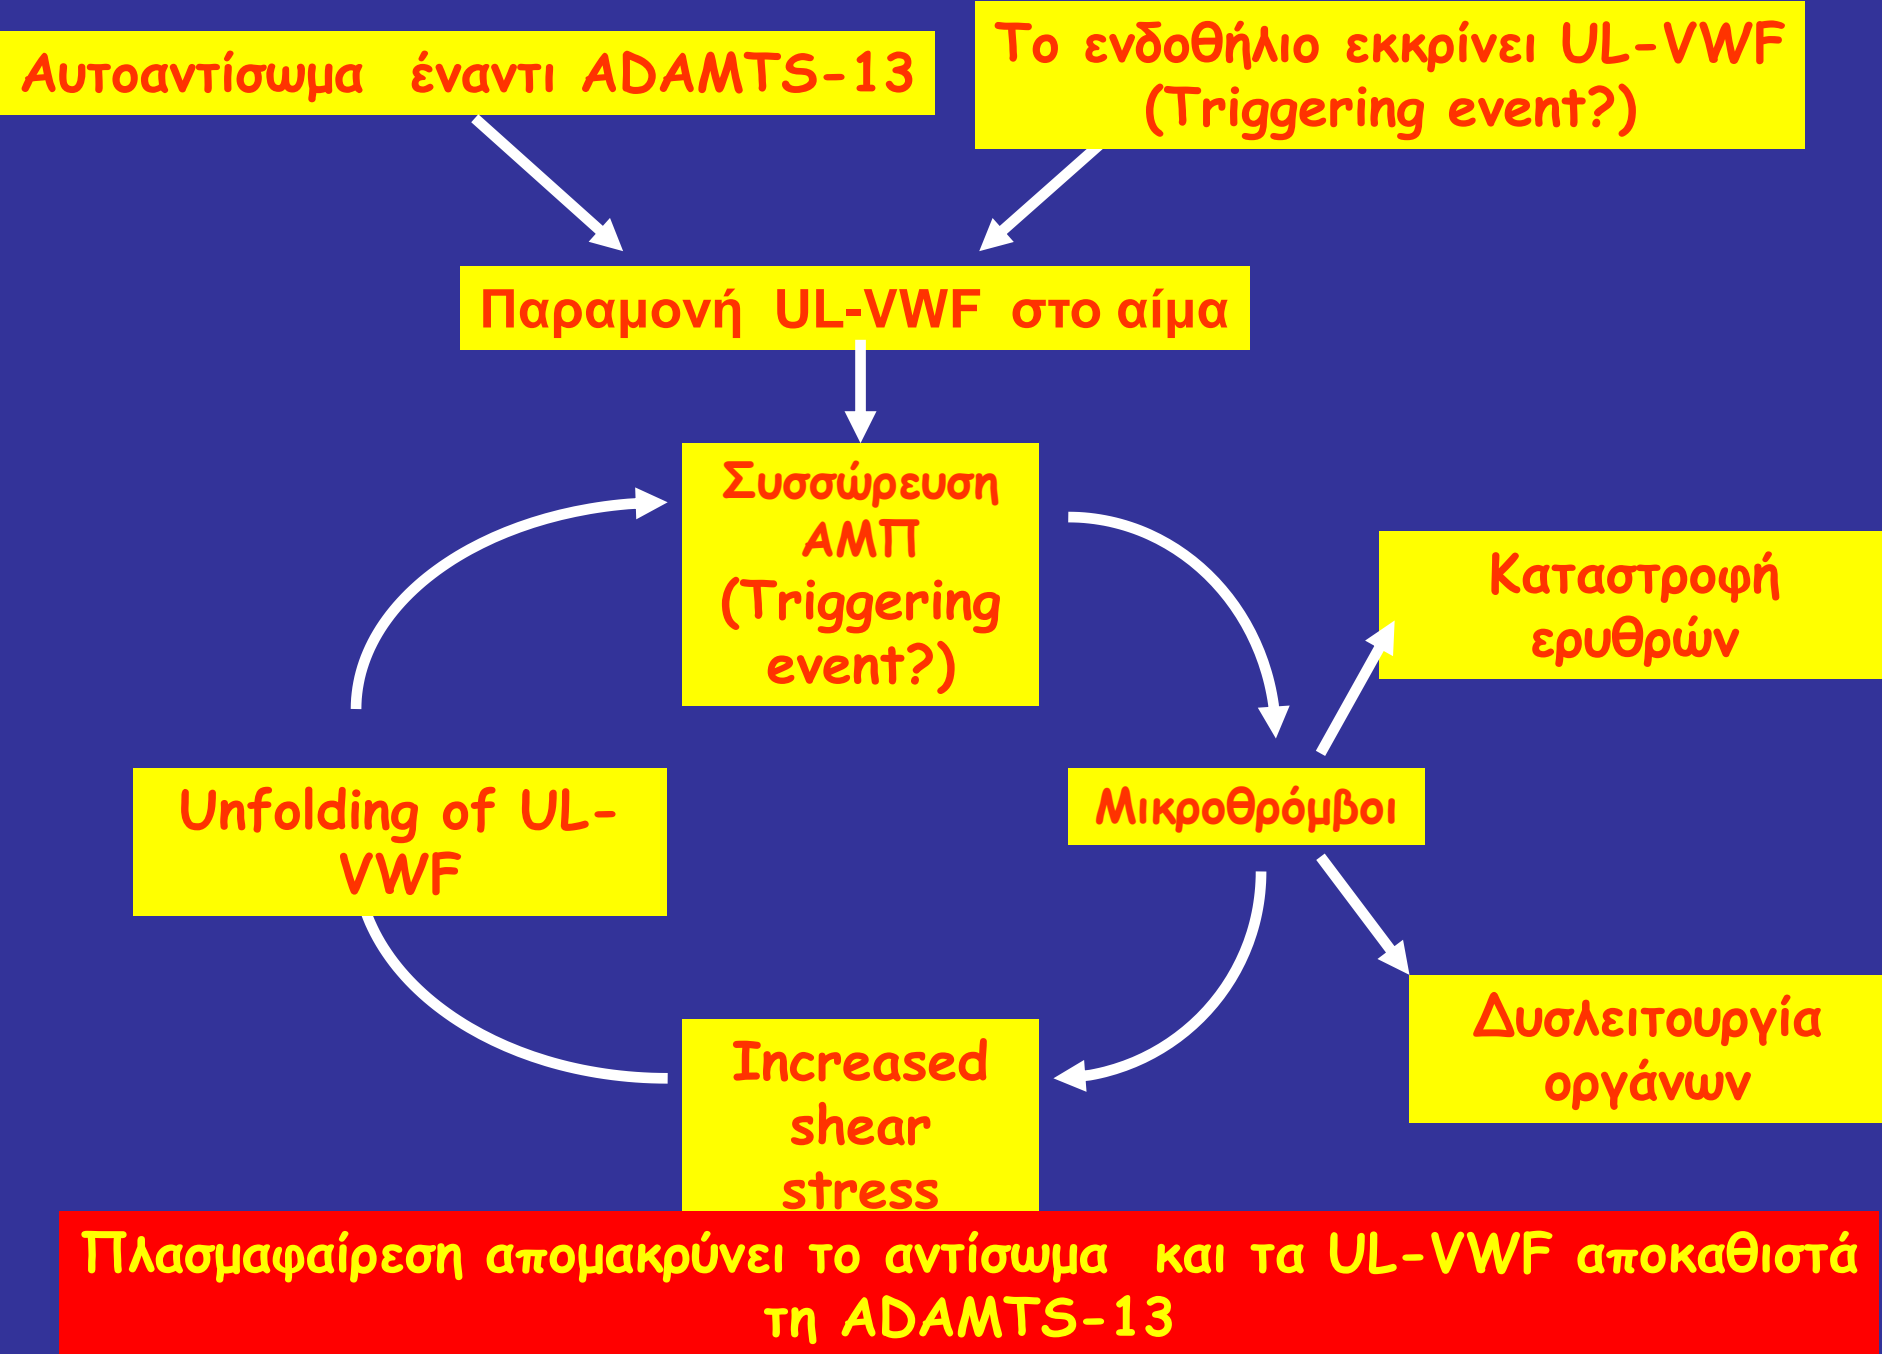 Αυτοαντίσωμα έναντι ADAMTS-13
Το ενδοθήλιο εκκρίνει UL-VWF
(Triggering event?)
Παραμονή UL-VWF στο αίμα
Συσσώρευση
ΑΜΠ
(Triggering
event?)
Καταστροφή
ερυθρών
Unfolding of UL-
VWF
Μικροθρόμβοι
Δυσλειτουργία
οργάνων
Increased
shear
stress
Πλασμαφαίρεση απομακρύνει το αντίσωμα και τα UL-VWF αποκαθιστά
τη ADAMTS-13